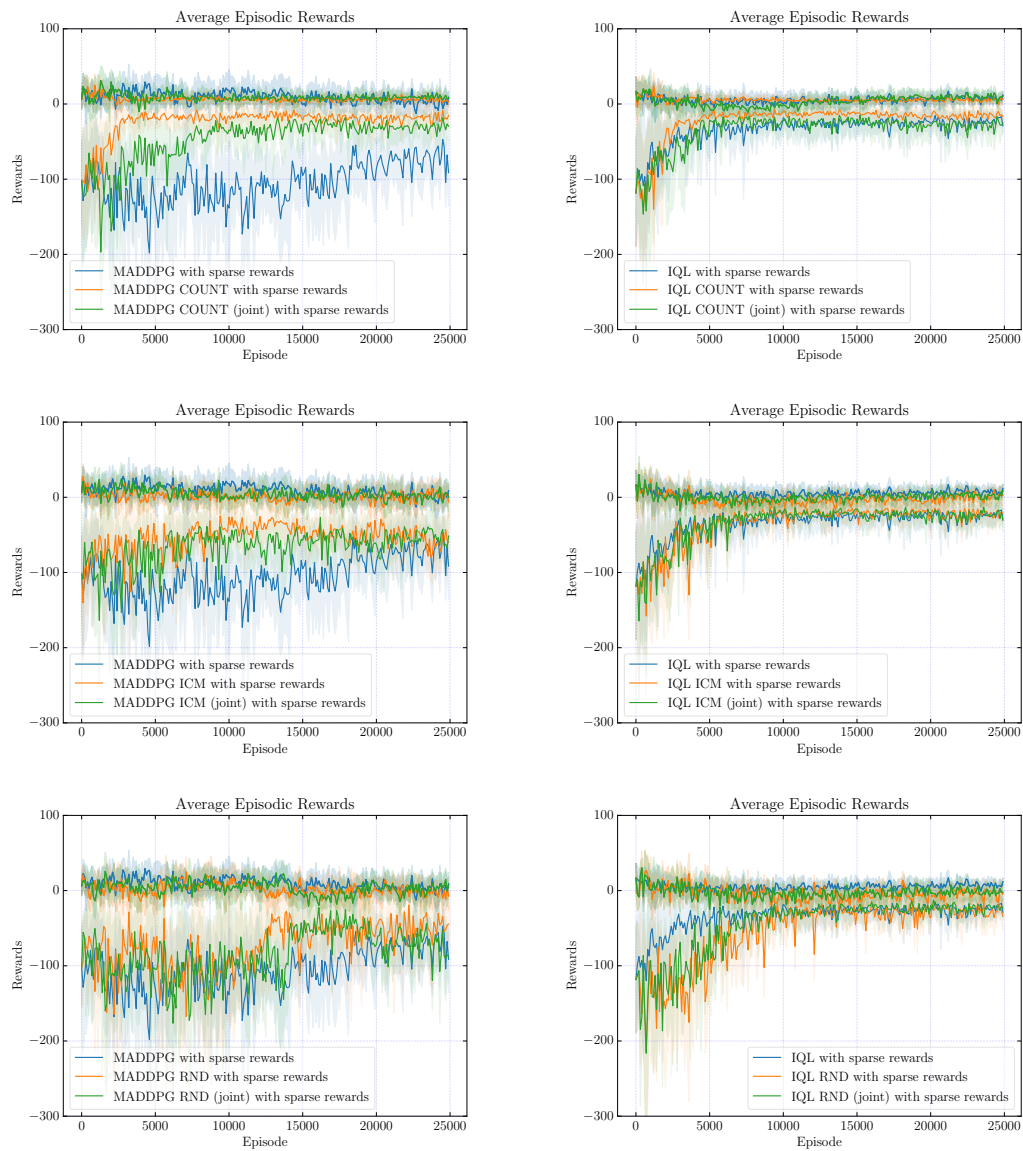 Average Episodic Rewards
100
0
−100
−200
−300
Rewards
MADDPG with sparse rewards
MADDPG COUNT with sparse rewards
MADDPG COUNT (joint) with sparse rewards
0 5000 10000 15000 20000 25000
Episode
Average Episodic Rewards
100
0
−100
−200
−300
Rewards
IQL with sparse rewards
IQL COUNT with sparse rewards
IQL COUNT (joint) with sparse rewards
0 5000 10000 15000 20000 25000
Episode
Average Episodic Rewards
100
0
−100
−200
−300
Rewards
MADDPG with sparse rewards
MADDPG ICM with sparse rewards
MADDPG ICM (joint) with sparse rewards
0 5000 10000 15000 20000 25000
Episode
Average Episodic Rewards
100
0
−100
−200
−300
Rewards
IQL with sparse rewards
IQL ICM with sparse rewards
IQL ICM (joint) with sparse rewards
0 5000 10000 15000 20000 25000
Episode
Average Episodic Rewards
100
0
−100
−200
−300
Rewards
MADDPG with sparse rewards
MADDPG RND with sparse rewards
MADDPG RND (joint) with sparse rewards
0 5000 10000 15000 20000 25000
Episode
Average Episodic Rewards
100
0
−100
−200
−300
Rewards
IQL with sparse rewards
IQL RND with sparse rewards
IQL RND (joint) with sparse rewards
0 5000 10000 15000 20000 25000
Episode